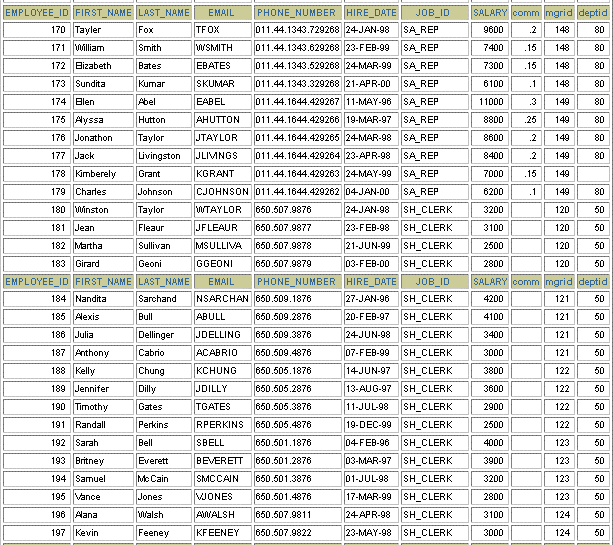 EMPLOYEE_ID FIRST_NAME LAST_NAME EMAIL PHONE_NUMBER HIRE_DATE JOB_ID SALARY comm mgrid deptid
170 Tayler Fox TFOX 011.44.1343.729268 24-JAN-98 SA_REP 9600 .2 148 80
171 William Smith WSMITH 011.44.1343.629268 23-FEB-99 SA_REP 7400 .15 148 80
172 Elizabeth Bates EBATES 011.44.1343.529268 24-MAR-99 SA_REP 7300 .15 148 80
173 Sundita Kumar SKUMAR 011.44.1343.329268 21-APR-00 SA_REP 6100 .1 148 80
174 Ellen Abel EABEL 011.44.1644.429267 11-MAY-96 SA_REP 11000 .3 149 80
175 Alyssa Hutton AHUTTON 011.44.1644.429266 19-MAR-97 SA_REP 8800 .25 149 80
176 Jonathon Taylor JTAYLOR 011.44.1644.429265 24-MAR-98 SA_REP 8600 .2 149 80
177 Jack Livingston JLIVINGS 011.44.1644.429264 23-APR-98 SA_REP 8400 .2 149 80
178 Kimberely Grant KGRANT 011.44.1644.429263 24-MAY-99 SA_REP 7000 .15 149
179 Charles Johnson CJOHNSON 011.44.1644.429262 04-JAN-00 SA_REP 6200 .1 149 80
180 Winston Taylor WTAYLOR 650.507.9876 24-JAN-98 SH_CLERK 3200 120 50
181 Jean Fleaur JFLEAUR 650.507.9877 23-FEB-98 SH_CLERK 3100 120 50
182 Martha Sullivan MSULLIVA 650.507.9878 21-JUN-99 SH_CLERK 2500 120 50
183 Girard Geoni GGEONI 650.507.9879 03-FEB-00 SH_CLERK 2800 120 50
EMPLOYEE_ID FIRST_NAME LAST_NAME EMAIL PHONE_NUMBER HIRE_DATE JOB_ID SALARY comm mgrid deptid
184 Nandita Sarchand NSARCHAN 650.509.1876 27-JAN-96 SH_CLERK 4200 121 50
185 Alexis Bull ABULL 650.509.2876 20-FEB-97 SH_CLERK 4100 121 50
186 Julia Dellinger JDELLING 650.509.3876 24-JUN-98 SH_CLERK 3400 121 50
187 Anthony Cabrio ACABRIO 650.509.4876 07-FEB-99 SH_CLERK 3000 121 50
188 Kelly Chung KCHUNG 650.505.1876 14-JUN-97 SH_CLERK 3800 122 50
189 Jennifer Dilly JDILLY 650.505.2876 13-AUG-97 SH_CLERK 3600 122 50
190 Timothy Gates TGATES 650.505.3876 11-JUL-98 SH_CLERK 2900 122 50
191 Randall Perkins RPERKINS 650.505.4876 19-DEC-99 SH_CLERK 2500 122 50
192 Sarah Bell SBELL 650.501.1876 04-FEB-96 SH_CLERK 4000 123 50
193 Britney Everett BEVERETT 650.501.2876 03-MAR-97 SH_CLERK 3900 123 50
194 Samuel McCain SMCCAIN 650.501.3876 01-JUL-98 SH_CLERK 3200 123 50
195 Vance Jones VJONES 650.501.4876 17-MAR-99 SH_CLERK 2800 123 50
196 Alana Walsh AWALSH 650.507.9811 24-APR-98 SH_CLERK 3100 124 50
197 Kevin Feeney KFEENEY 650.507.9822 23-MAY-98 SH_CLERK 3000 124 50